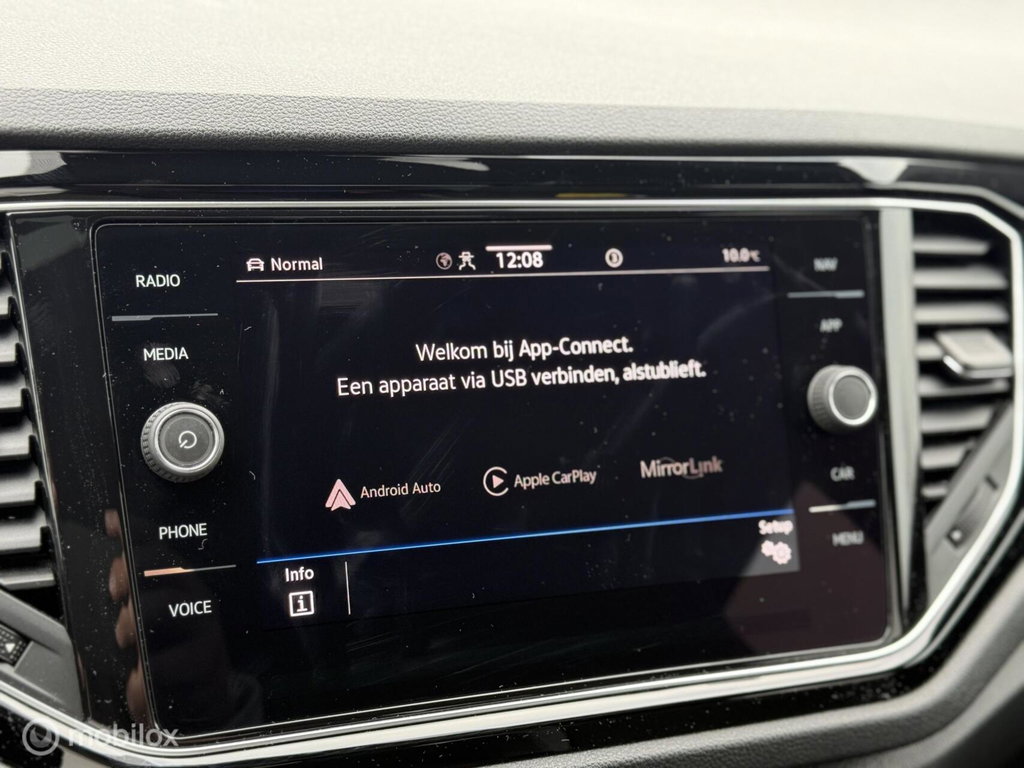 RADIO
MEDIA
PHONE
VOICE
Normal
12:08
10.0°C
Welkom bij App-Connect.
Een apparaat via USB verbinden, alstublieft.
Android Auto
Apple CarPlay
MirrorLink
Info
i
Setup
NAV
APP
CAR
MENU
mobilox